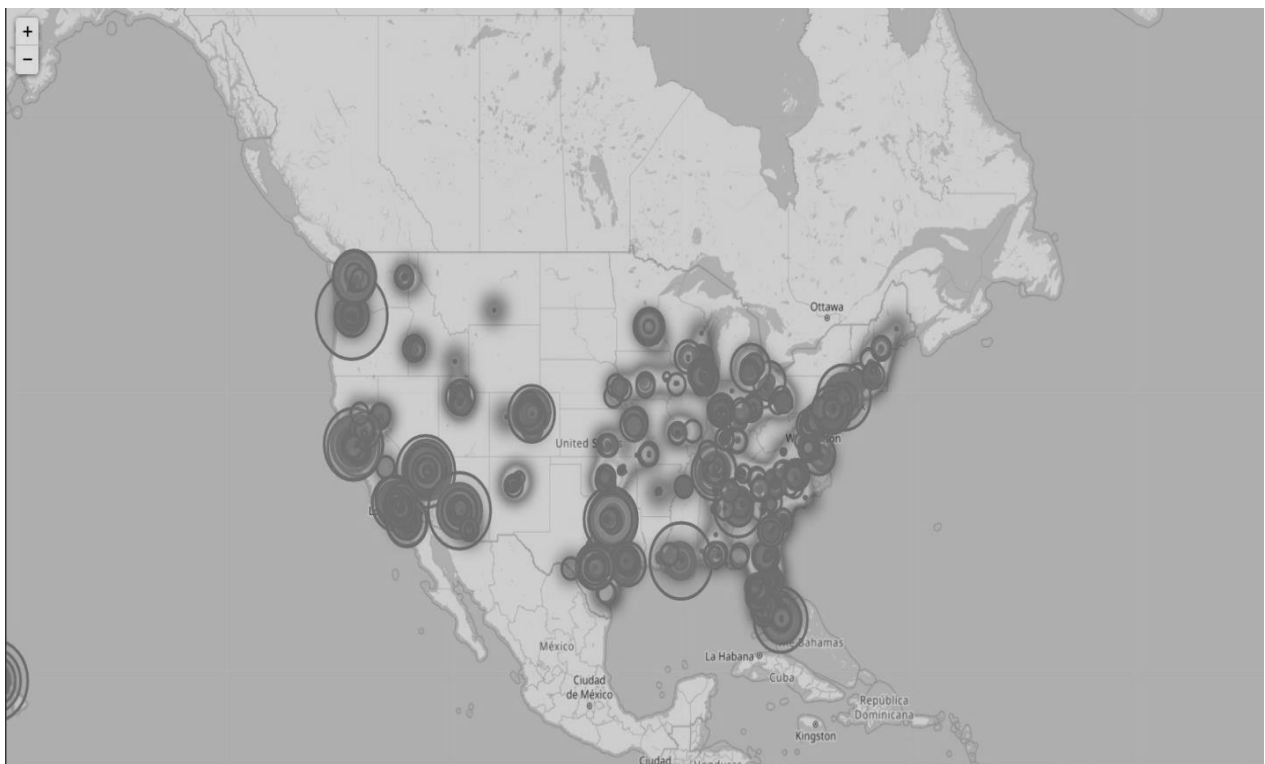 +
−
Ottawa
United
México
La Habana
Cuba
Bahamas
Ciudad
de México
República
Dominicana
Kingston
Ciudad